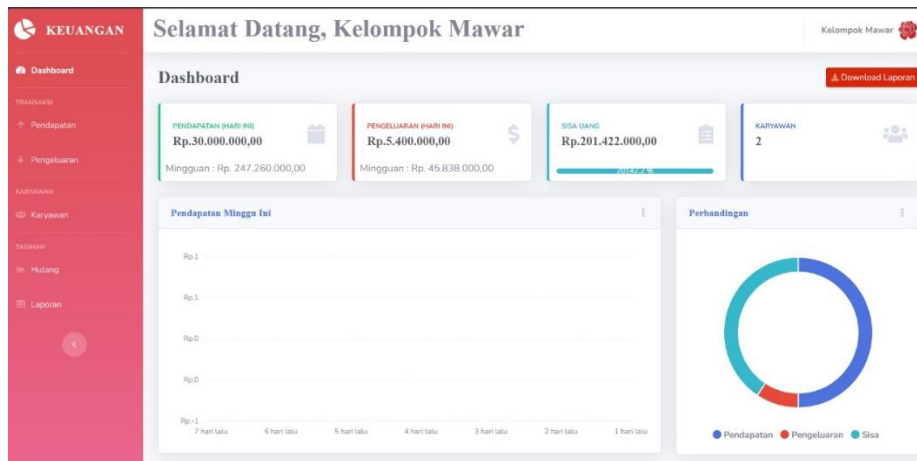 KEUANGAN
Selamat Datang, Kelompok Mawar
Kelompok Mawar
Dashboard
Dashboard
Download Laporan
TRANSAKSI
Pendapatan
Pengeluaran
KARYAWAN
Karyawan
TAGIHAN
Hutang
Laporan
PENDAPATAN (HARI INI)
Rp.30.000.000,00
Mingguan : Rp. 247.260.000,00
PENGELUARAN (HARI INI)
Rp.5.400.000,00
Mingguan : Rp. 45.838.000,00
SISA UANG
Rp.201.422.000,00
20142.2 %
KARYAWAN
2
Pendapatan Minggu Ini
Rp.1
Rp.1
Rp.0
Rp.0
Rp.-1
7 hari lalu 6 hari lalu 5 hari lalu 4 hari lalu 3 hari lalu 2 hari lalu 1 hari lalu
Perbandingan
Pendapatan Pengeluaran Sisa